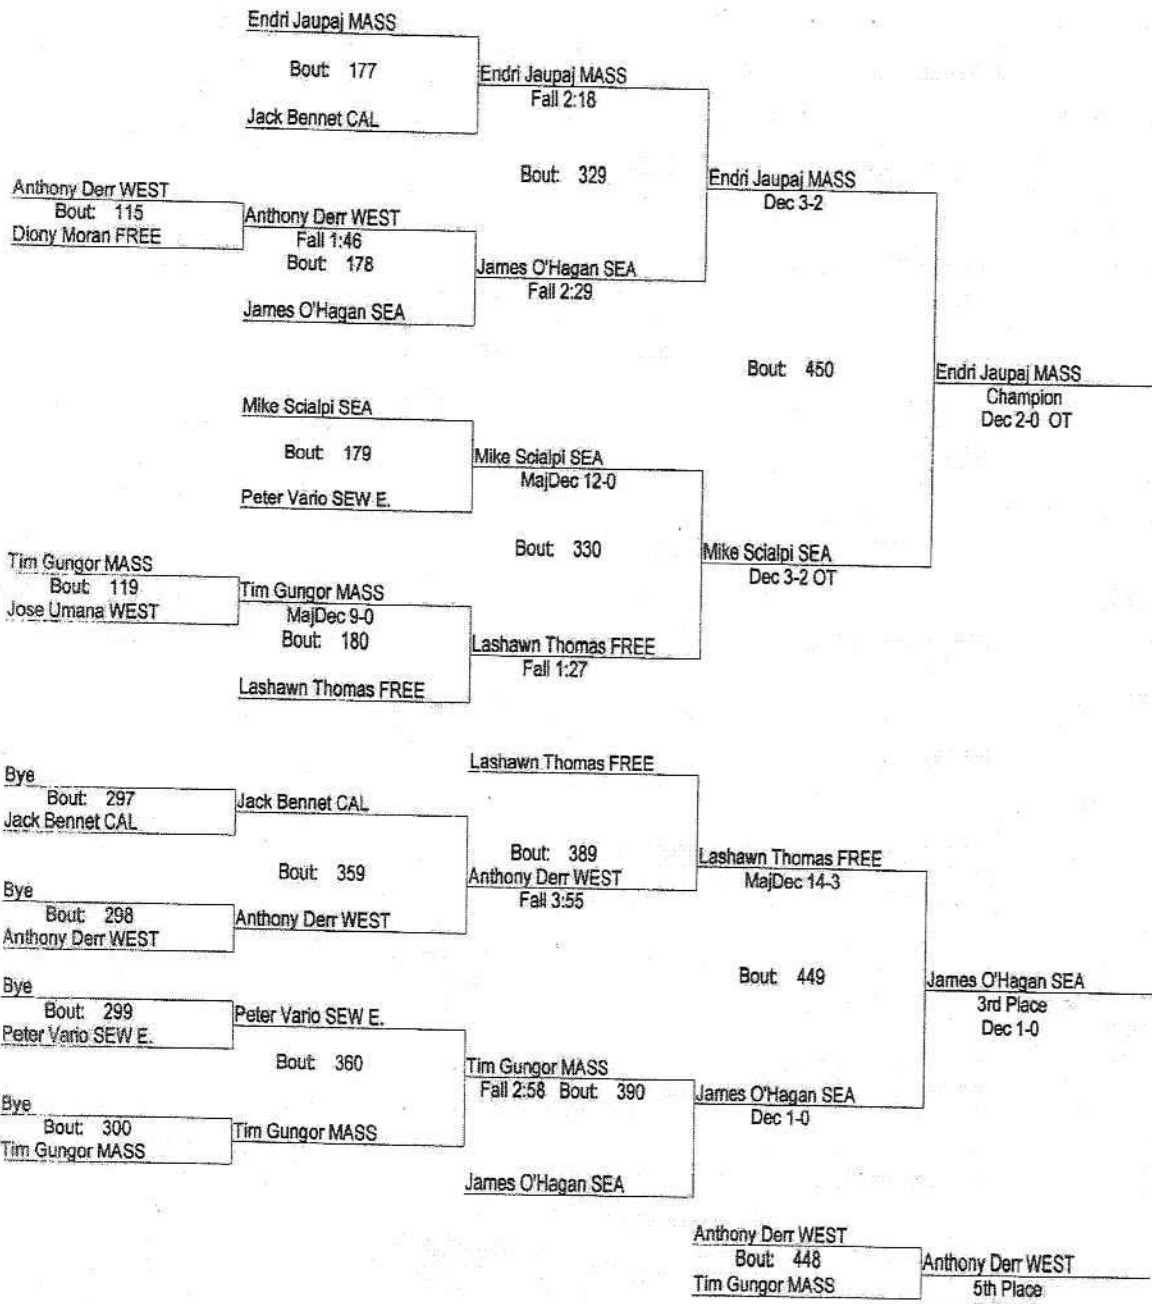 Endri Jaupaj MASS
Bout: 177
Jack Bennet CAL
Endri Jaupaj MASS
Fall 2:18
Bout: 329
Endri Jaupaj MASS
Dec 3-2
Anthony Derr WEST
Bout: 115
Diony Moran FREE
Anthony Derr WEST
Fall 1:46
Bout: 178
James O'Hagan SEA
James O'Hagan SEA
Fall 2:29
Bout: 450
Endri Jaupaj MASS
Champion
Dec 2-0 OT
Mike Scialpi SEA
Bout: 179
Peter Vario SEW E.
Mike Scialpi SEA
MajDec 12-0
Bout: 330
Mike Scialpi SEA
Dec 3-2 OT
Tim Gungor MASS
Bout: 119
Jose Umana WEST
Tim Gungor MASS
MajDec 9-0
Bout: 180
Lashawn Thomas FREE
Lashawn Thomas FREE
Fall 1:27
Bye
Bout: 297
Jack Bennet CAL
Jack Bennet CAL
Bout: 359
Bye
Bout: 298
Anthony Derr WEST
Anthony Derr WEST
Lashawn Thomas FREE
Bout: 389
Anthony Derr WEST
Fall 3:55
Lashawn Thomas FREE
MajDec 14-3
Bout: 449
James O'Hagan SEA
3rd Place
Dec 1-0
Bye
Bout: 299
Peter Vario SEW E.
Peter Vario SEW E.
Bout: 360
Bye
Bout: 300
Tim Gungor MASS
Tim Gungor MASS
Tim Gungor MASS
Fall 2:58 Bout: 390
James O'Hagan SEA
James O'Hagan SEA
Dec 1-0
Anthony Derr WEST
Bout: 448
Tim Gungor MASS
Anthony Derr WEST
5th Place